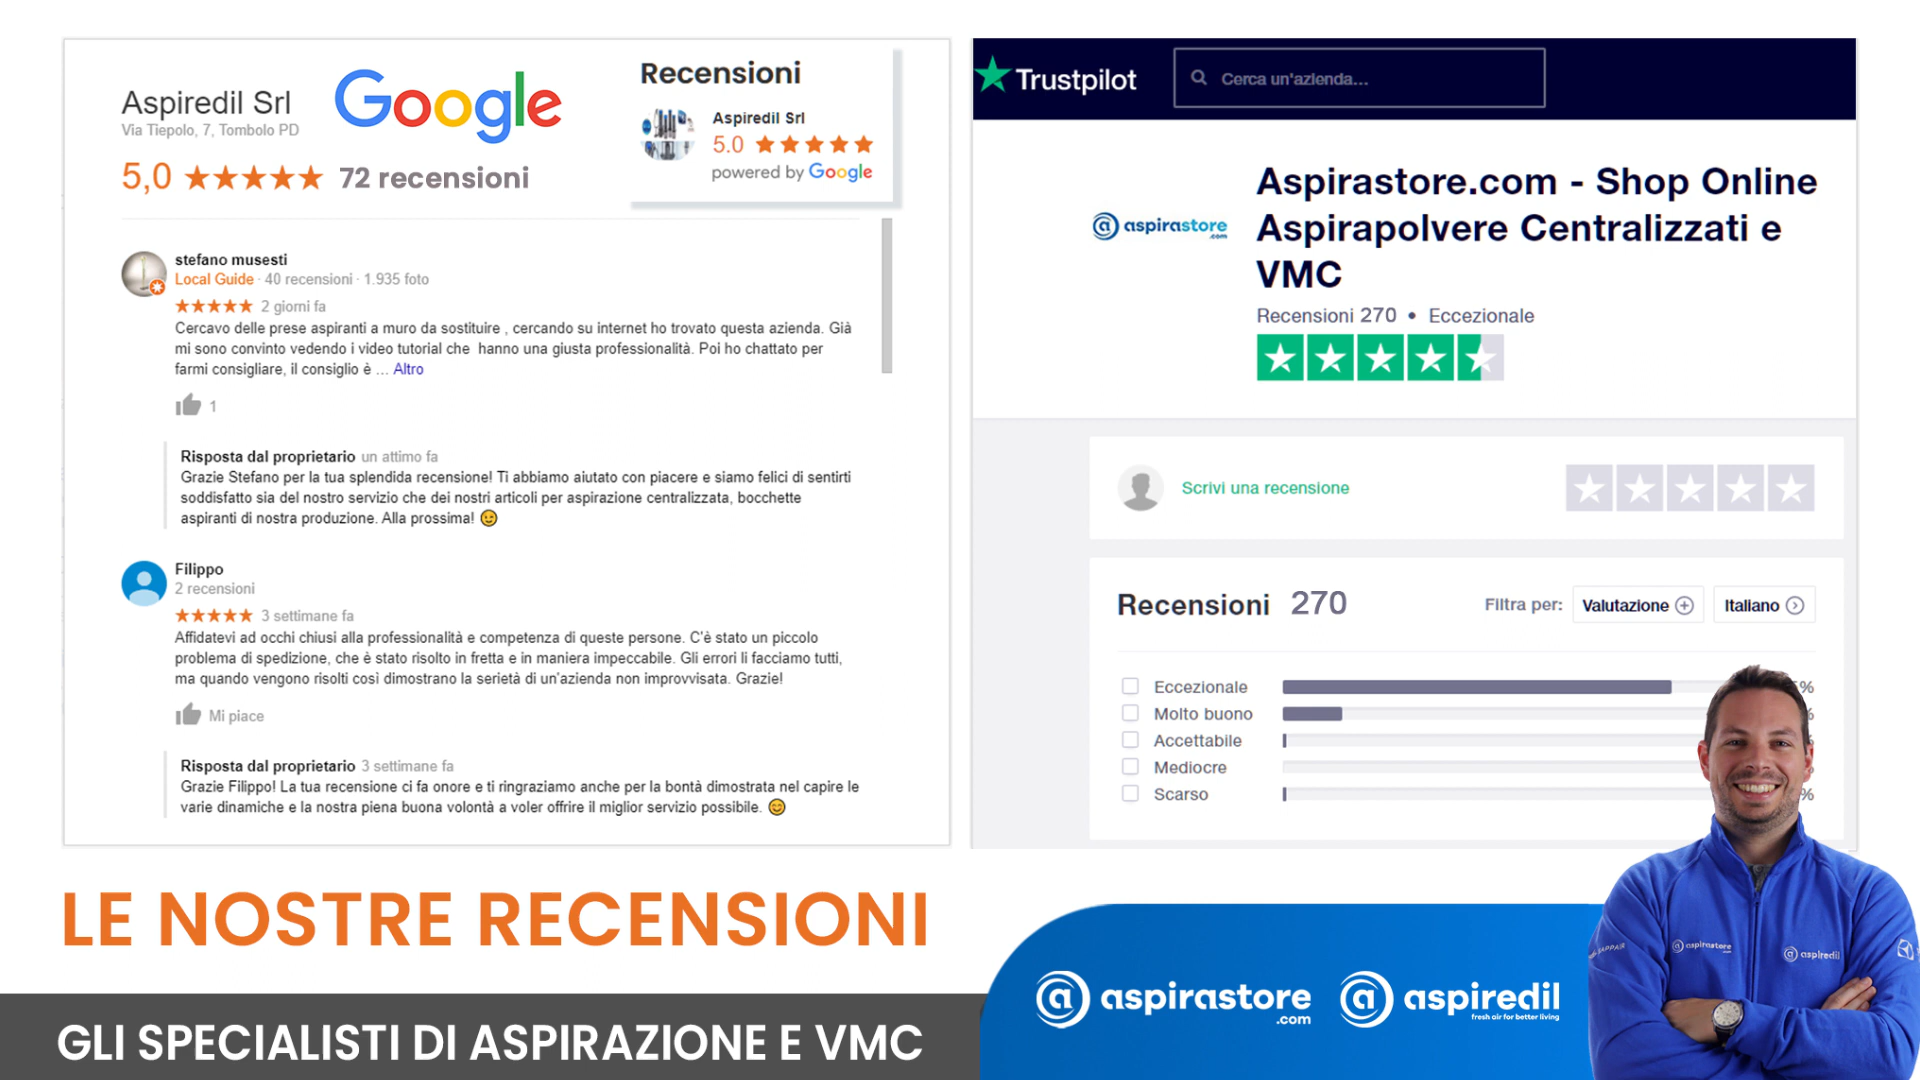 Aspiredil Srl
Via Tiepolo, 7, Tombolo PD
Google
5,0
72 recensioni
Recensioni
Aspiredil Srl
5.0
powered by Google
stefano musesti
Local Guide · 40 recensioni · 1.935 foto
2 giorni fa
Cercavo delle prese aspiranti a muro da sostituire , cercando su internet ho trovato questa azienda. Già
mi sono convinto vedendo i video tutorial che hanno una giusta professionalità. Poi ho chattato per
farmi consigliare, il consiglio è ... Altro
1
Risposta dal proprietario un attimo fa
Grazie Stefano per la tua splendida recensione! Ti abbiamo aiutato con piacere e siamo felici di sentirti
soddisfatto sia del nostro servizio che dei nostri articoli per aspirazione centralizzata, bocchette
aspiranti di nostra produzione. Alla prossima! 😉
Filippo
2 recensioni
3 settimane fa
Affidatevi ad occhi chiusi alla professionalità e competenza di queste persone. C'è stato un piccolo
problema di spedizione, che è stato risolto in fretta e in maniera impeccabile. Gli errori li facciamo tutti,
ma quando vengono risolti così dimostrano la serietà di un'azienda non improvvisata. Grazie!
Mi piace
Risposta dal proprietario 3 settimane fa
Grazie Filippo! La tua recensione ci fa onore e ti ringraziamo anche per la bontà dimostrata nel capire le
varie dinamiche e la nostra piena buona volontà a voler offrire il miglior servizio possibile. 😊
Trustpilot
Cerca un'azienda...
aspirastore
.com
Aspirastore.com - Shop Online
Aspirapolvere Centralizzati e
VMC
Recensioni 270 • Eccezionale
Scrivi una recensione
Recensioni 270
Filtra per: Valutazione Italiano
Eccezionale
%
Molto buono
Accettabile
Mediocre
Scarso
%
LE NOSTRE RECENSIONI
GLI SPECIALISTI DI ASPIRAZIONE E VMC
aspirastore
.com
aspiredil
fresh air for better living
aspirastore
aspiredil